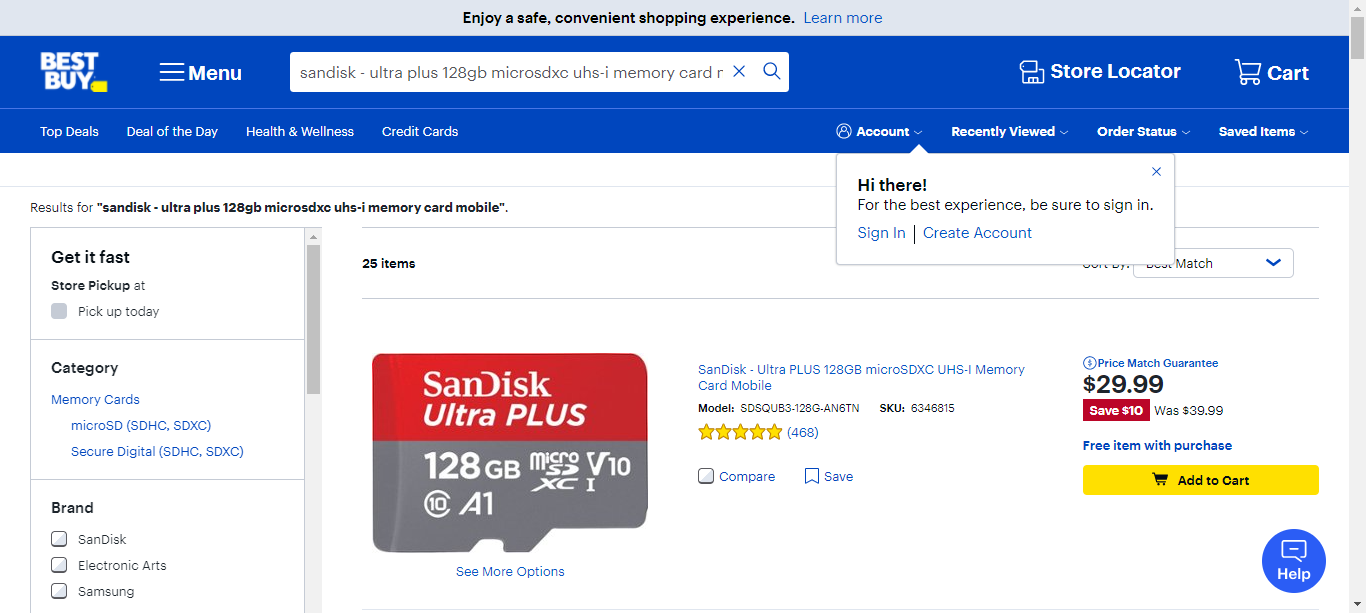 Enjoy a safe, convenient shopping experience. Learn more
BEST BUY
Menu
sandisk - ultra plus 128gb microsdxc uhs-i memory card r
Store Locator
Cart
Top Deals
Deal of the Day
Health & Wellness
Credit Cards
Account
Recently Viewed
Order Status
Saved Items
Hi there!
For the best experience, be sure to sign in.
Sign In | Create Account
Results for "sandisk - ultra plus 128gb microsdxc uhs-i memory card mobile".
Get it fast
Store Pickup at
Pick up today
Category
Memory Cards
microSD (SDHC, SDXC)
Secure Digital (SDHC, SDXC)
Brand
SanDisk
Electronic Arts
Samsung
25 items
Sort By: Best Match
SanDisk
Ultra PLUS
128GB micro SD XC I V10
10 A1
See More Options
SanDisk - Ultra PLUS 128GB microSDXC UHS-I Memory
Card Mobile
Model: SDSQUB3-128G-AN6TN SKU: 6346815
(468)
Compare
Save
Price Match Guarantee
$29.99
Save $10 Was $39.99
Free item with purchase
Add to Cart
Help